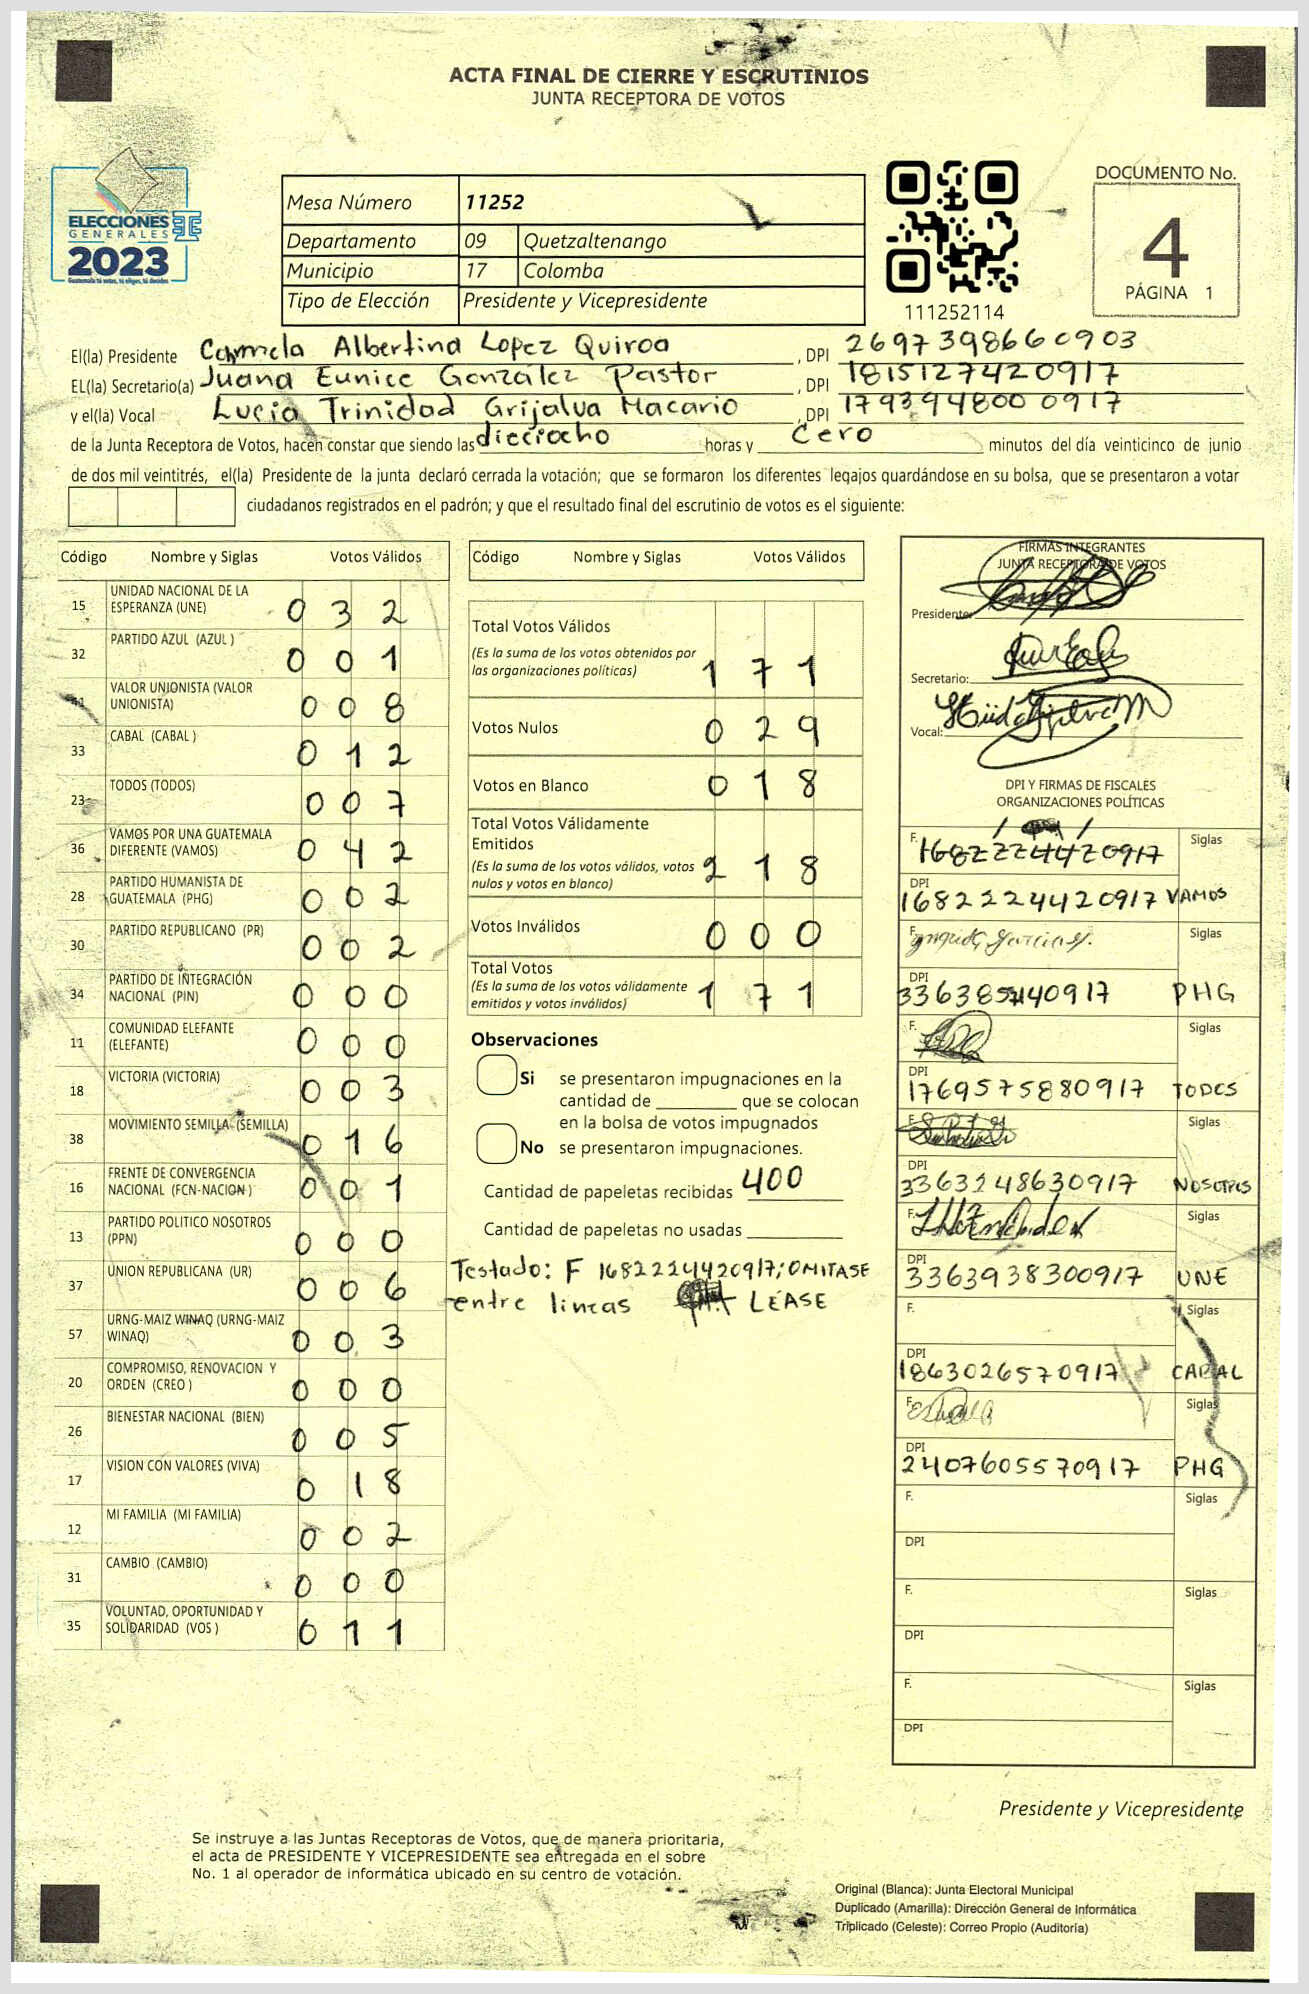 ACTA FINAL DE CIERRE Y ESCRUTINIOS
JUNTA RECEPTORA DE VOTOS
ELECCIONES
GENERALES
2023
Guatemala tú votas, tú eliges, tú decides
Mesa Número 11252
Departamento 09 Quetzaltenango
Municipio 17 Colomba
Tipo de Elección Presidente y Vicepresidente
111252114
DOCUMENTO No.
4
PÁGINA 1
El(la) Presidente Carmela Albertina Lopez Quiroa, DPI 2697398660903
EL(la) Secretario(a) Juana Eunice González Pastor, DPI 1815127420917
y el(la) Vocal Lucia Trinidad Grijalva Macario, DPI 1793948000917
de la Junta Receptora de Votos, hacen constar que siendo las dieciocho horas y cero minutos del día veinticinco de junio
de dos mil veintitrés, el(la) Presidente de la junta declaró cerrada la votación; que se formaron los diferentes legajos guardándose en su bolsa, que se presentaron a votar
ciudadanos registrados en el padrón; y que el resultado final del escrutinio de votos es el siguiente:
Código Nombre y Siglas Votos Válidos
15 UNIDAD NACIONAL DE LA ESPERANZA (UNE) 0 3 2
32 PARTIDO AZUL (AZUL ) 0 0 1
41 VALOR UNIONISTA (VALOR UNIONISTA) 0 0 8
33 CABAL (CABAL ) 0 1 2
23 TODOS (TODOS) 0 0 7
36 VAMOS POR UNA GUATEMALA DIFERENTE (VAMOS) 0 4 2
28 PARTIDO HUMANISTA DE GUATEMALA (PHG) 0 0 2
30 PARTIDO REPUBLICANO (PR) 0 0 2
34 PARTIDO DE INTEGRACIÓN NACIONAL (PIN) 0 0 0
11 COMUNIDAD ELEFANTE (ELEFANTE) 0 0 0
18 VICTORIA (VICTORIA) 0 0 3
38 MOVIMIENTO SEMILLA (SEMILLA) 0 1 6
16 FRENTE DE CONVERGENCIA NACIONAL (FCN-NACION ) 0 0 1
13 PARTIDO POLITICO NOSOTROS (PPN) 0 0 0
37 UNION REPUBLICANA (UR) 0 0 6
57 URNG-MAIZ WINAQ (URNG-MAIZ WINAQ) 0 0 3
20 COMPROMISO, RENOVACION Y ORDEN (CREO ) 0 0 0
26 BIENESTAR NACIONAL (BIEN) 0 0 5
17 VISION CON VALORES (VIVA) 0 1 8
12 MI FAMILIA (MI FAMILIA) 0 0 2
31 CAMBIO (CAMBIO) 0 0 0
35 VOLUNTAD, OPORTUNIDAD Y SOLIDARIDAD (VOS ) 0 1 1
Código Nombre y Siglas Votos Válidos
Total Votos Válidos
(Es la suma de los votos obtenidos por
las organizaciones políticas) 1 7 1
Votos Nulos 0 2 9
Votos en Blanco 0 1 8
Total Votos Válidamente
Emitidos
(Es la suma de los votos válidos, votos
nulos y votos en blanco) 2 1 8
Votos Inválidos 0 0 0
Total Votos
(Es la suma de los votos válidamente
emitidos y votos inválidos) 1 7 1
Observaciones
Si se presentaron impugnaciones en la
cantidad de ________ que se colocan
en la bolsa de votos impugnados
No se presentaron impugnaciones.
Cantidad de papeletas recibidas 400
Cantidad de papeletas no usadas
Testado: F 1682224420917; OMITASE
entre lineas LÉASE
FIRMAS INTEGRANTES
JUNTA RECEPTORA DE VOTOS
Presidente:
Secretario:
Vocal:
DPI Y FIRMAS DE FISCALES
ORGANIZACIONES POLÍTICAS
F. 1682224420917 Siglas
DPI 1682224420917 VAMOS
F. Siglas
DPI PHG
F. Siglas
DPI 1769575880917 TODOS
F. Siglas
DPI 3363248630917 NOSOTROS
F. Siglas
DPI 3363938300917 UNE
F. Siglas
DPI 1863026570917 CABAL
F. Siglas
DPI 2407605570917 PHG
F. Siglas
DPI
F. Siglas
DPI
F. Siglas
DPI
Presidente y Vicepresidente
Se instruye a las Juntas Receptoras de Votos, que de manera prioritaria,
el acta de PRESIDENTE Y VICEPRESIDENTE sea entregada en el sobre
No. 1 al operador de informática ubicado en su centro de votación.
Original (Blanca): Junta Electoral Municipal
Duplicado (Amarilla): Dirección General de Informática
Triplicado (Celeste): Correo Propio (Auditoría)